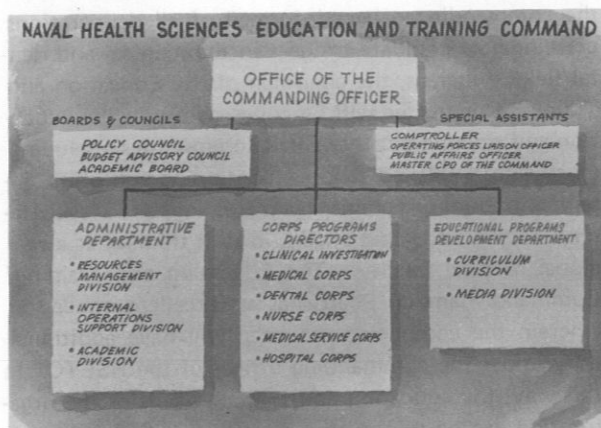 NAVAL HEALTH SCIENCES EDUCATION AND TRAINING COMMAND
OFFICE OF THE
COMMANDING OFFICER
BOARDS & COUNCILS
POLICY COUNCIL
BUDGET ADVISORY COUNCIL
ACADEMIC BOARD
SPECIAL ASSISTANTS
COMPTROLLER
OPERATING FORCES LIAISON OFFICER
PUBLIC AFFAIRS OFFICER
MASTER CPO OF THE COMMAND
ADMINISTRATIVE
DEPARTMENT
• RESOURCES
MANAGEMENT
DIVISION
• INTERNAL
OPERATIONS
SUPPORT DIVISION
• ACADEMIC
DIVISION
CORPS PROGRAMS
DIRECTORS
• CLINICAL INVESTIGATION
• MEDICAL CORPS
• DENTAL CORPS
• NURSE CORPS
• MEDICAL SERVICE CORPS
• HOSPITAL CORPS
EDUCATIONAL PROGRAMS
DEVELOPMENT DEPARTMENT
• CURRICULUM
DIVISION
• MEDIA DIVISION